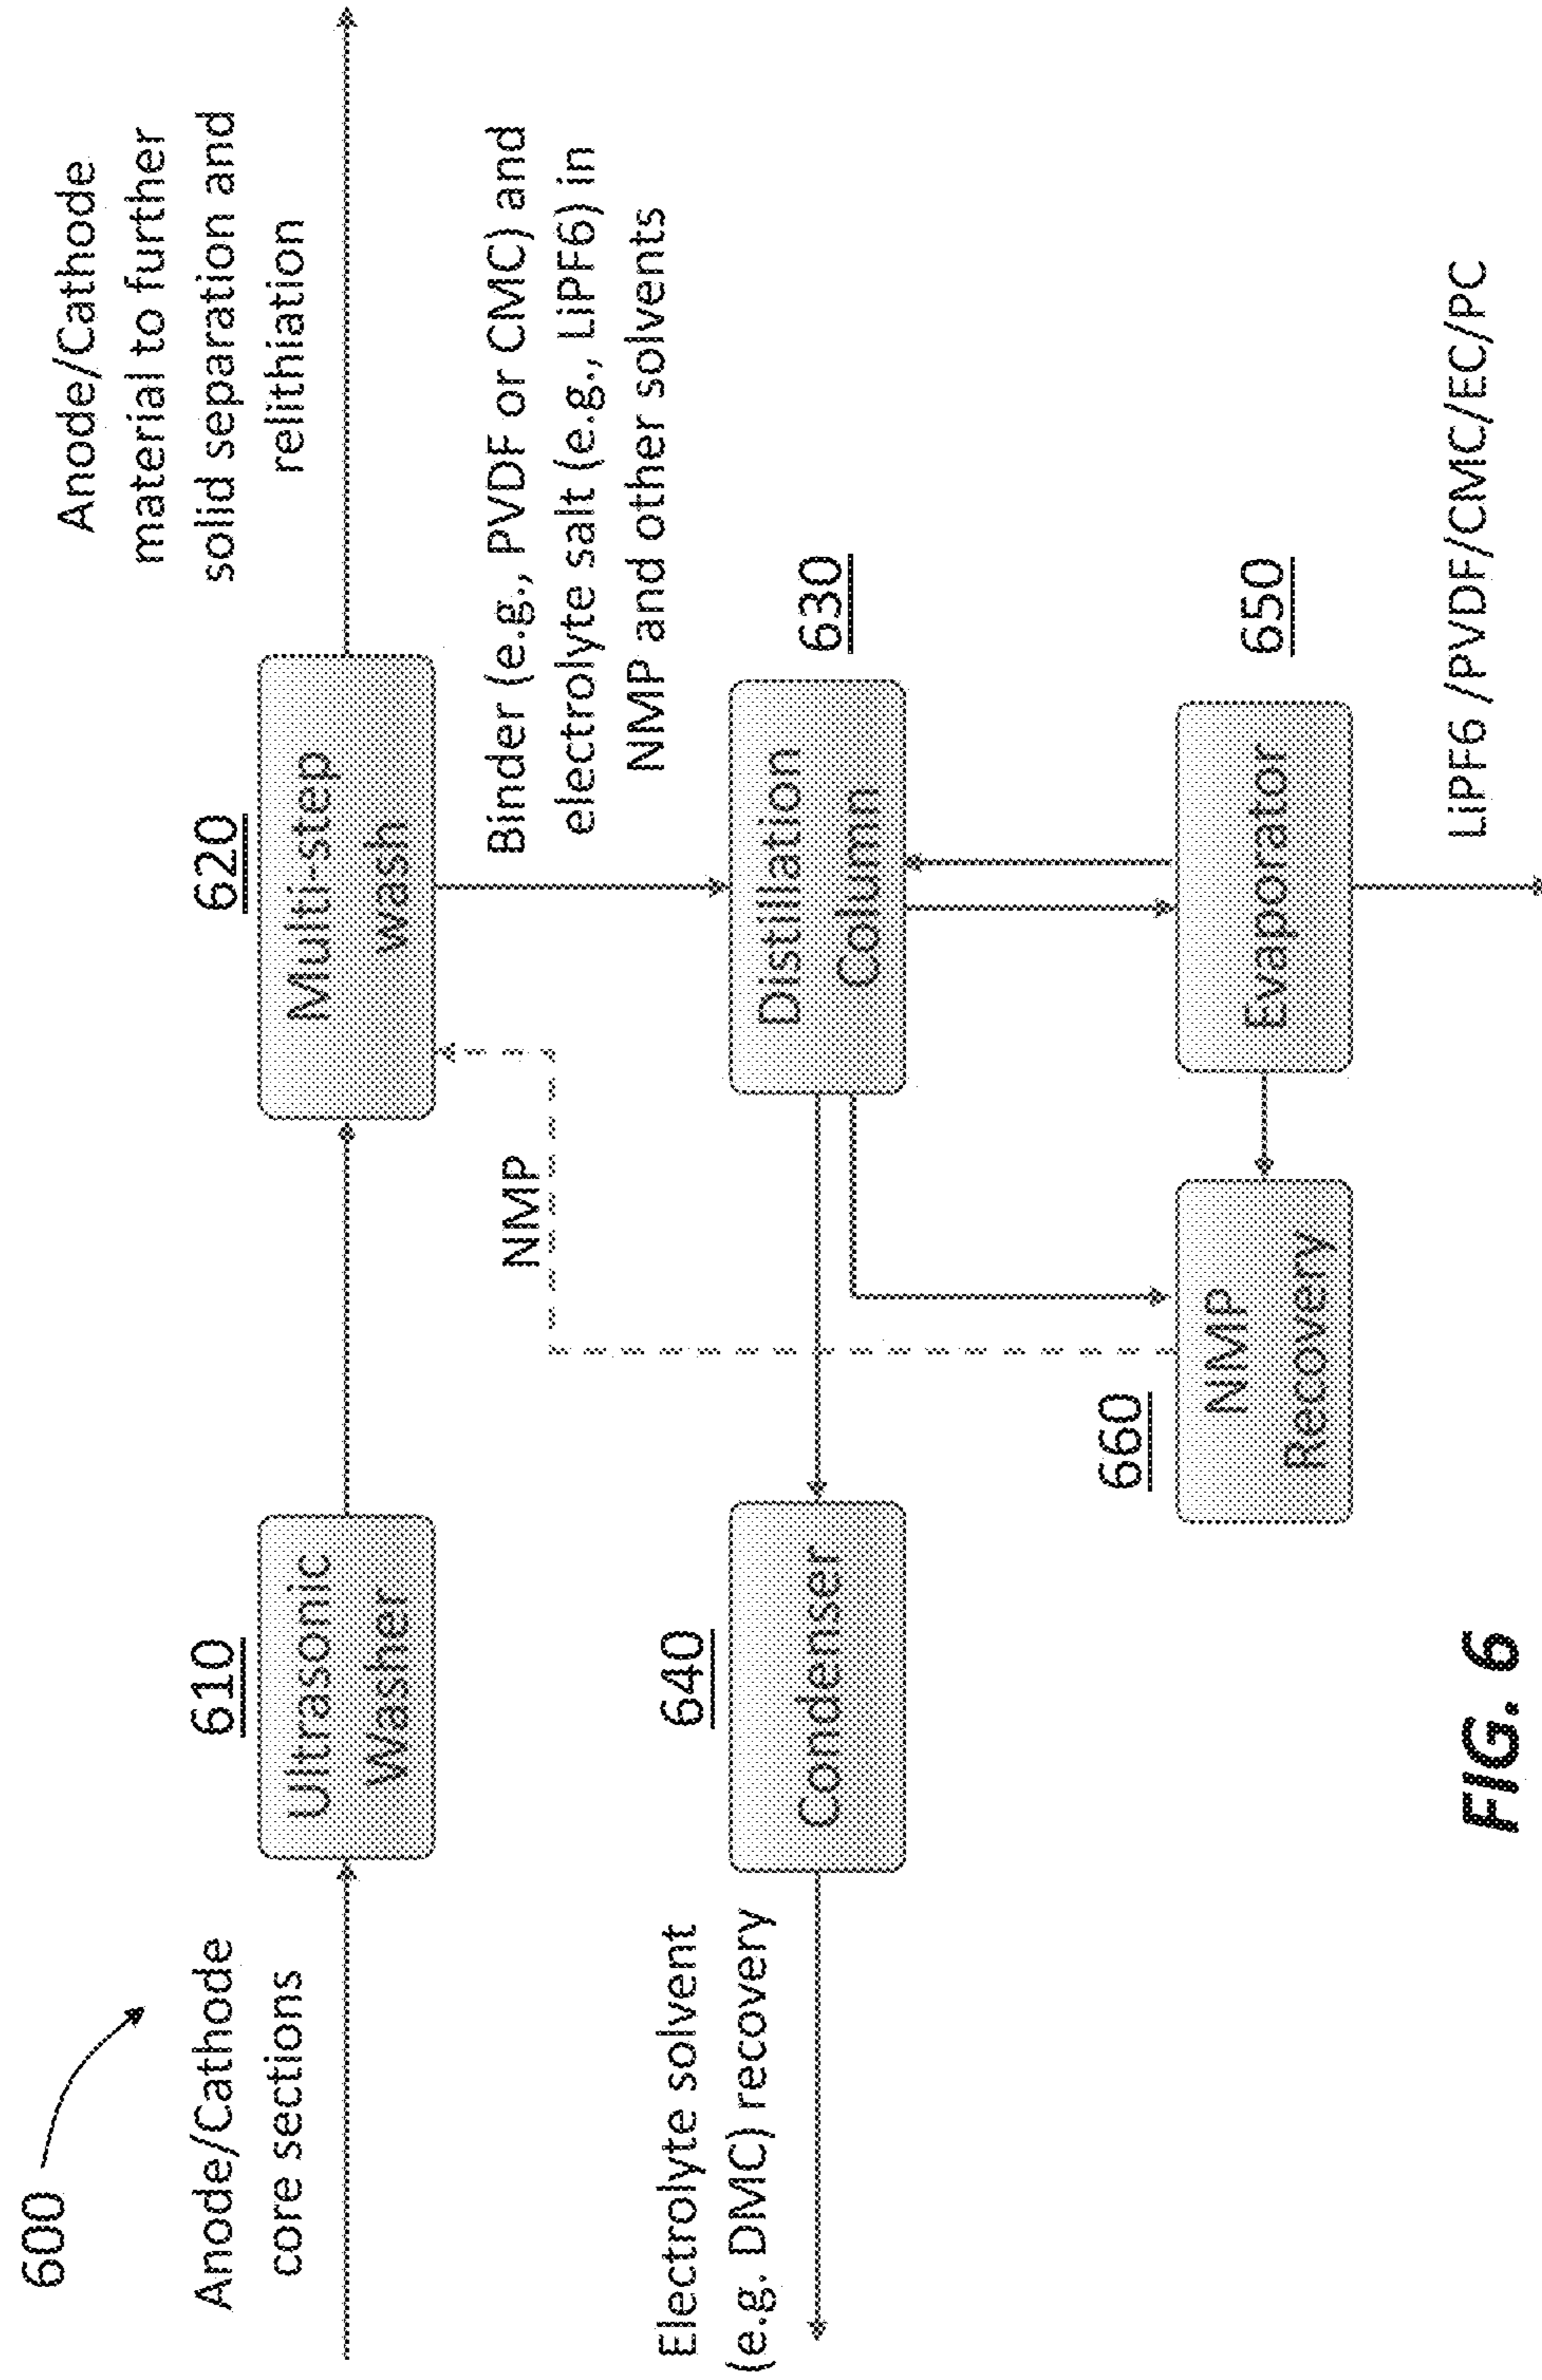 600
Anode/Cathode
core sections
610
Ultrasonic
Washer
620
Multi-step
wash
Anode/Cathode
material to further
solid separation and
relithiation
NMP
Binder (e.g., PVDF or CMC) and
electrolyte salt (e.g., LiPF6) in
NMP and other solvents
Electrolyte solvent
(e.g. DMC) recovery
640
Condenser
Distillation
Column
630
660
NMP
Recovery
Evaporator
650
LiPF6 /PVDF/CMC/EC/PC
FIG. 6